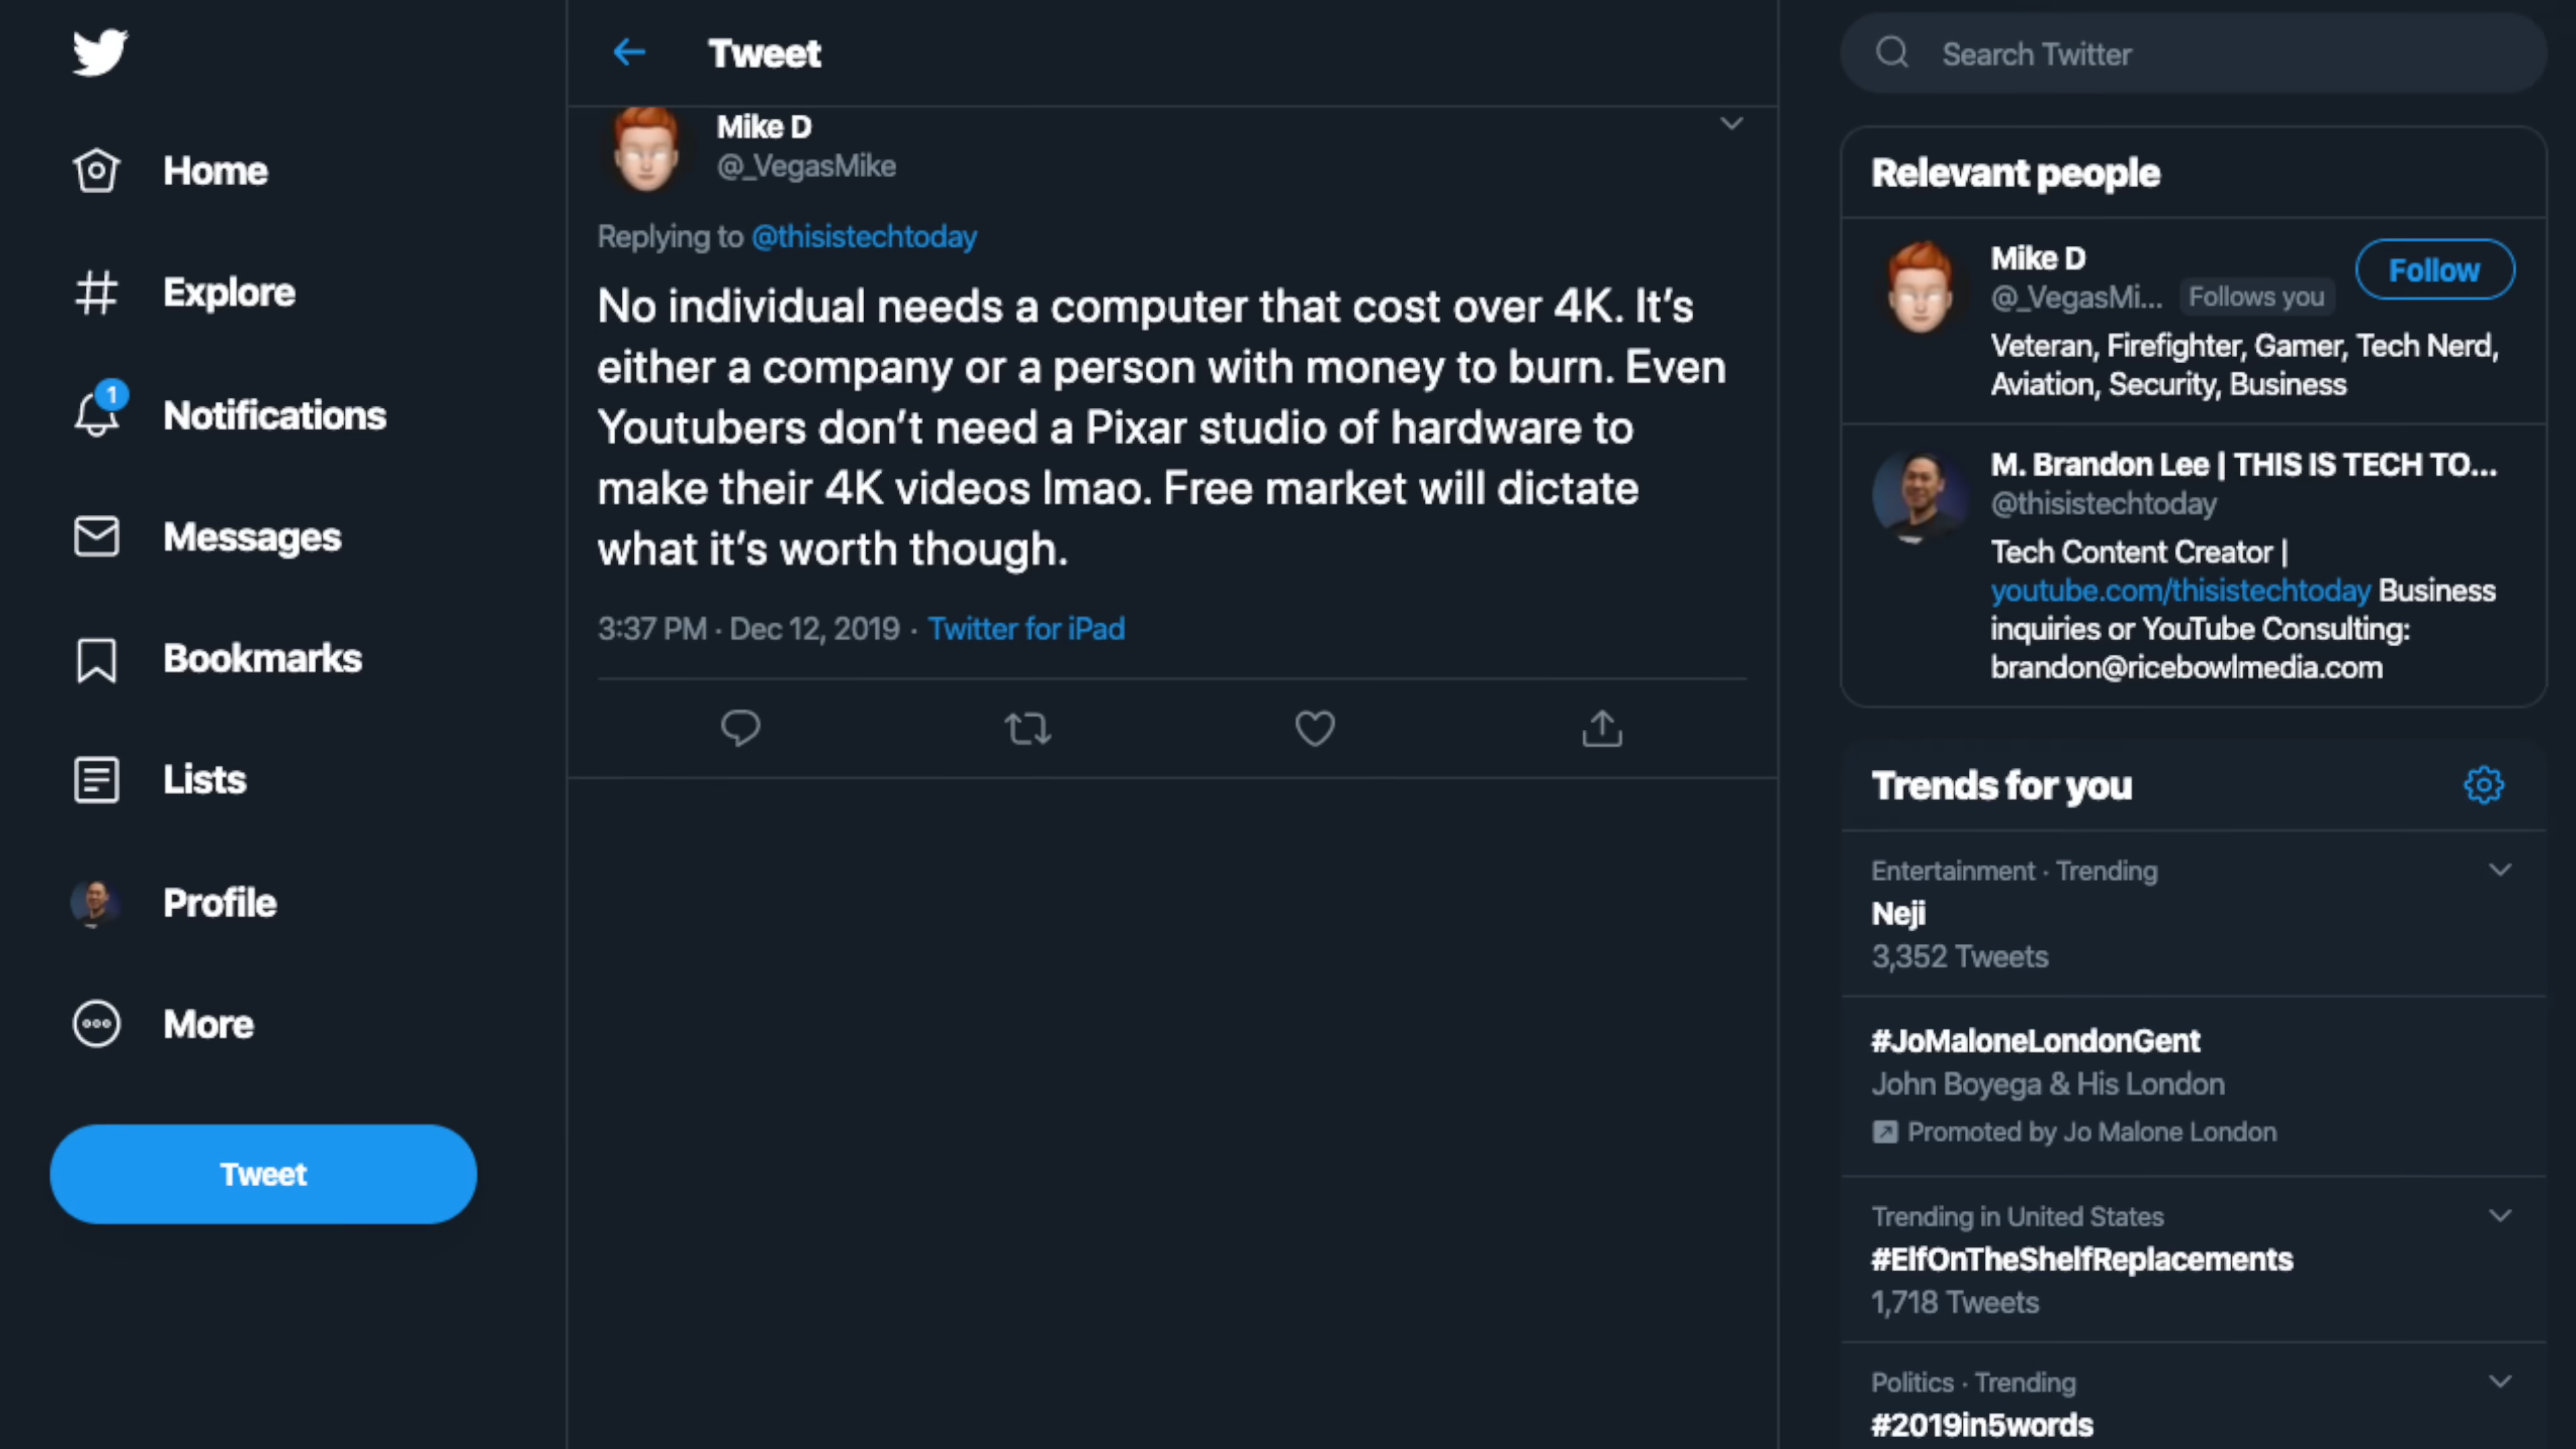 Home
Explore
1
Notifications
Messages
Bookmarks
Lists
Profile
More
Tweet
Tweet
Mike D
@_VegasMike
Replying to @thisistechtoday
No individual needs a computer that cost over 4K. It’s
either a company or a person with money to burn. Even
Youtubers don’t need a Pixar studio of hardware to
make their 4K videos lmao. Free market will dictate
what it’s worth though.
3:37 PM · Dec 12, 2019 · Twitter for iPad
Search Twitter
Relevant people
Mike D
@_VegasMi... Follows you
Follow
Veteran, Firefighter, Gamer, Tech Nerd,
Aviation, Security, Business
M. Brandon Lee | THIS IS TECH TO...
@thisistechtoday
Tech Content Creator |
youtube.com/thisistechtoday Business
inquiries or YouTube Consulting:
brandon@ricebowlmedia.com
Trends for you
Entertainment · Trending
Neji
3,352 Tweets
#JoMaloneLondonGent
John Boyega & His London
Promoted by Jo Malone London
Trending in United States
#ElfOnTheShelfReplacements
1,718 Tweets
Politics · Trending
#2019in5words